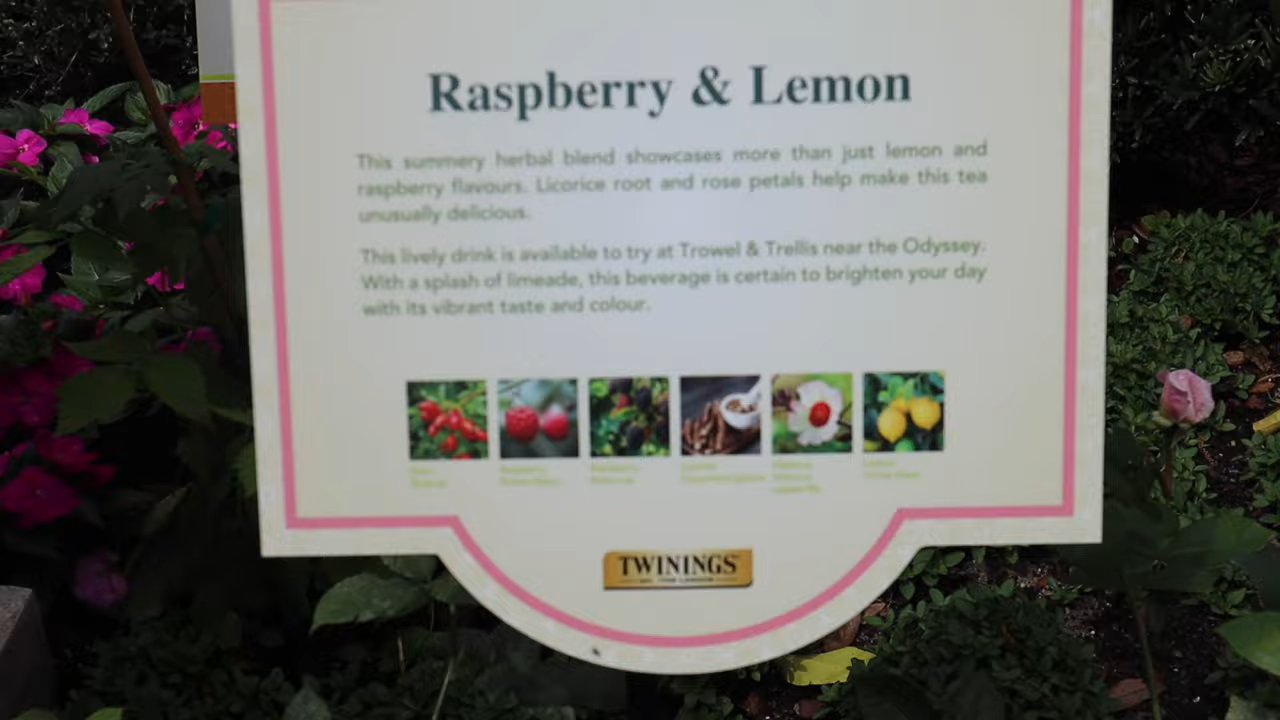 Raspberry & Lemon
This summery herbal blend showcases more than just lemon and
raspberry flavours. Licorice root and rose petals help make this tea
unusually delicious.
This lively drink is available to try at Trowel & Trellis near the Odyssey.
With a splash of limeade, this beverage is certain to brighten your day
with its vibrant taste and colour.
TWININGS